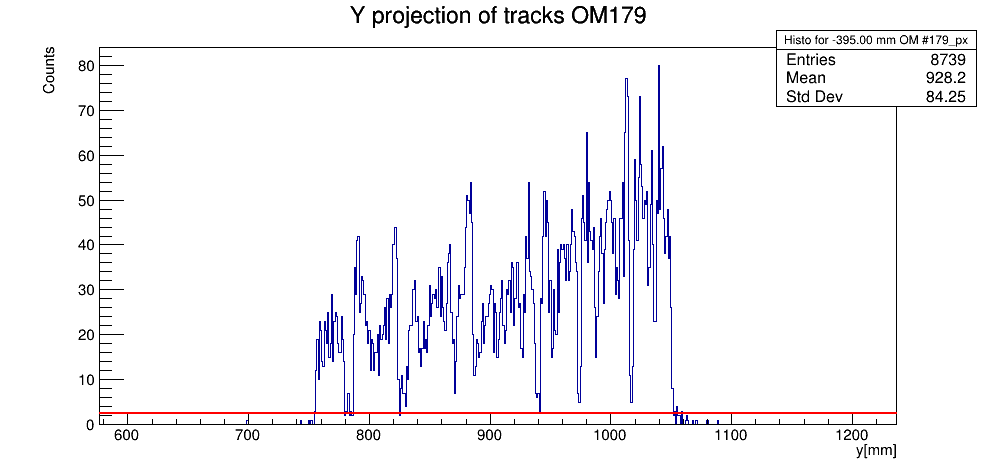 Y projection of tracks OM179
Histo for -395.00 mm OM #179_px
Entries 8739
Mean 928.2
Std Dev 84.25
Counts
80
70
60
50
40
30
20
10
0
600 700 800 900 1000 1100 1200
y[mm]